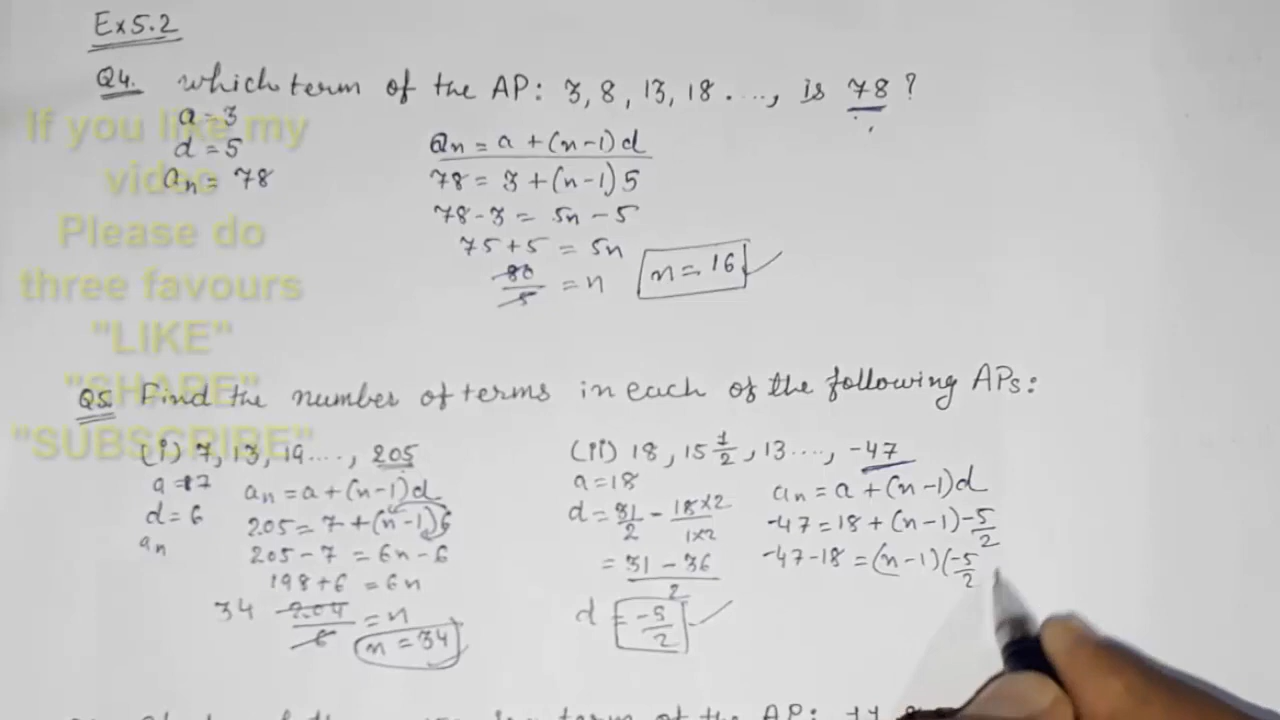 Ex 5.2
Q4. which term of the AP: 3, 8, 13, 18 ...., is 78 ?
a = 3
d = 5
an = 78
an = a + (n-1)d
78 = 3 + (n-1) 5
78 - 3 = 5n - 5
75 + 5 = 5n
80/5 = n
n = 16
If you like my
video
Please do
three favours
"LIKE"
"SHARE"
"SUBSCRIBE"
Q5. Find the number of terms in each of the following APs:
(i) 7, 13, 19 ...., 205
a = 7
d = 6
an
an = a + (n-1)d
205 = 7 + (n-1)6
205 - 7 = 6n - 6
198 + 6 = 6n
34 204/6 = n
n = 34
(ii) 18, 15 1/2, 13 ...., -47
a = 18
d = 31/2 - 18×2/1×2
= 31 - 36/2
d = -5/2
an = a + (n-1)d
-47 = 18 + (n-1) -5/2
-47 - 18 = (n-1)(-5/2
term of the AP: